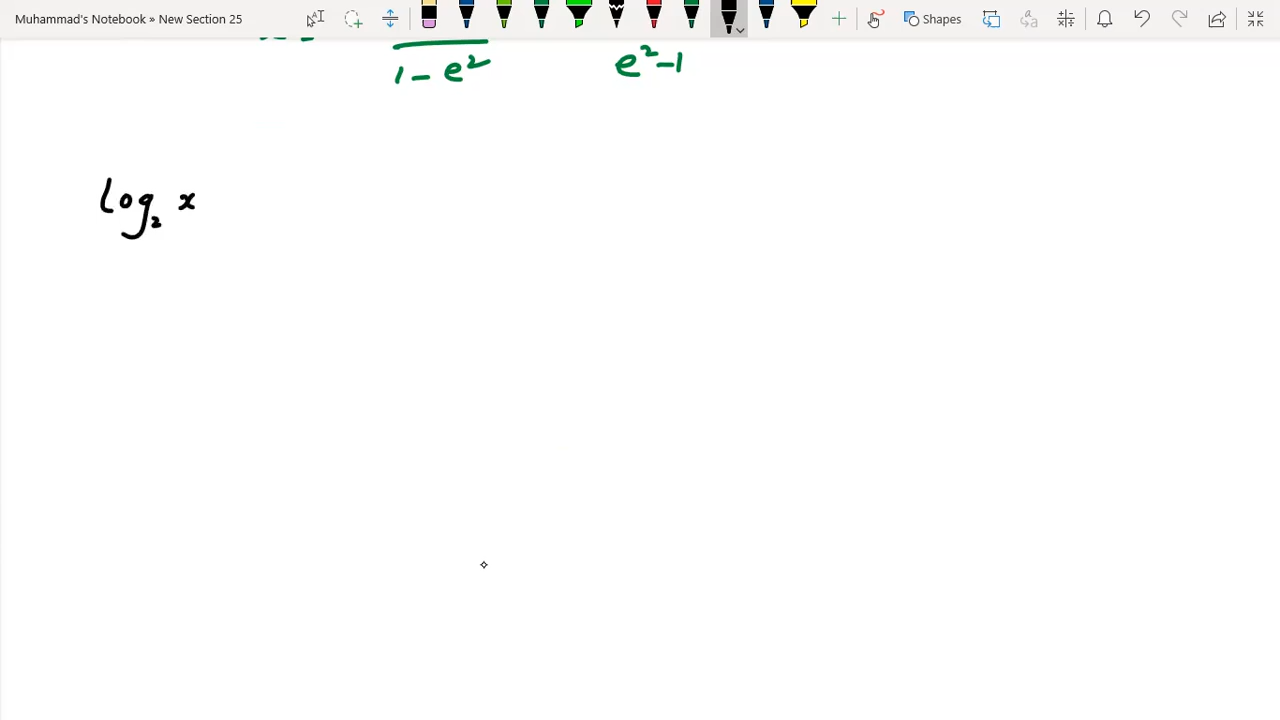 Muhammad's Notebook » New Section 25 Shapes
1 - e² e² - 1
log₂ x